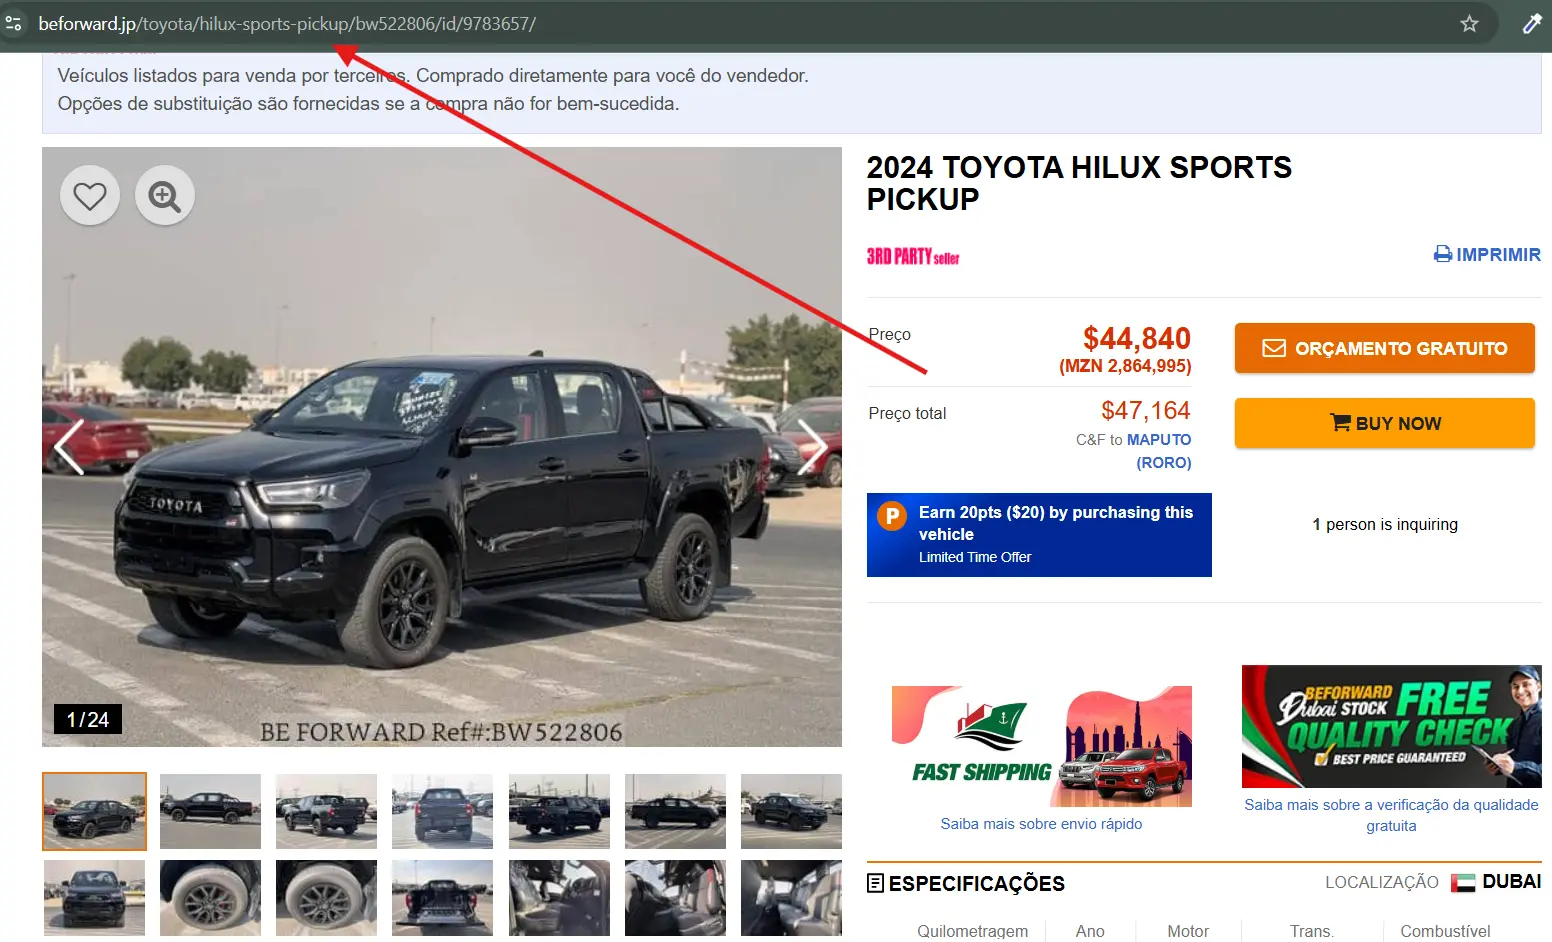 beforward.jp/toyota/hilux-sports-pickup/bw522806/id/9783657/
Veículos listados para venda por terceiros. Comprado diretamente para você do vendedor.
Opções de substituição são fornecidas se a compra não for bem-sucedida.
2024 TOYOTA HILUX SPORTS
PICKUP
3RD PARTY seller
IMPRIMIR
Preço
$44,840
(MZN 2,864,995)
ORÇAMENTO GRATUITO
Preço total
$47,164
C&F to MAPUTO
(RORO)
BUY NOW
P
Earn 20pts ($20) by purchasing this
vehicle
Limited Time Offer
1 person is inquiring
TOYOTA
1/24
BE FORWARD Ref#:BW522806
FAST SHIPPING
Saiba mais sobre envio rápido
BEFORWARD
Dubai STOCK FREE
QUALITY CHECK
BEST PRICE GUARANTEED
Saiba mais sobre a verificação da qualidade
gratuita
ESPECIFICAÇÕES
LOCALIZAÇÃO DUBAI
Quilometragem Ano Motor Trans. Combustível